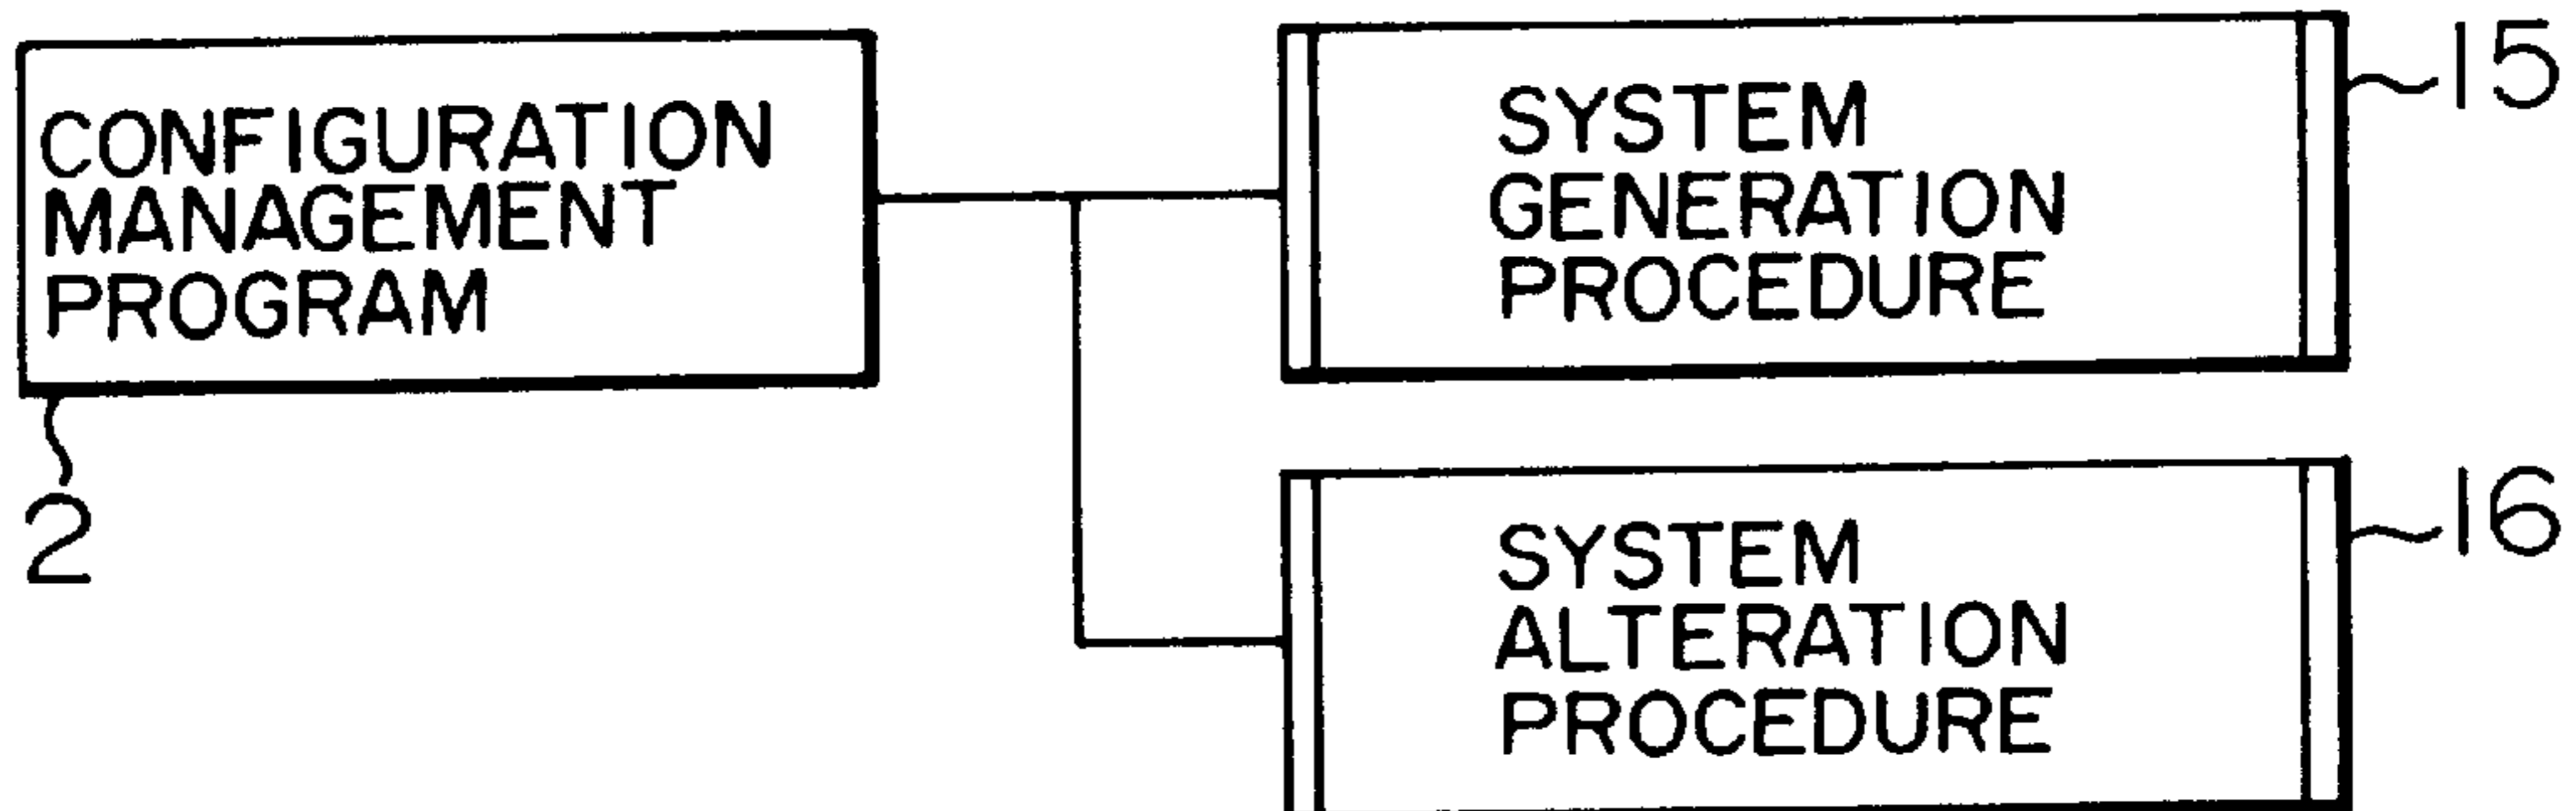 CONFIGURATION
MANAGEMENT
PROGRAM
2
SYSTEM
GENERATION
PROCEDURE
15
SYSTEM
ALTERATION
PROCEDURE
16